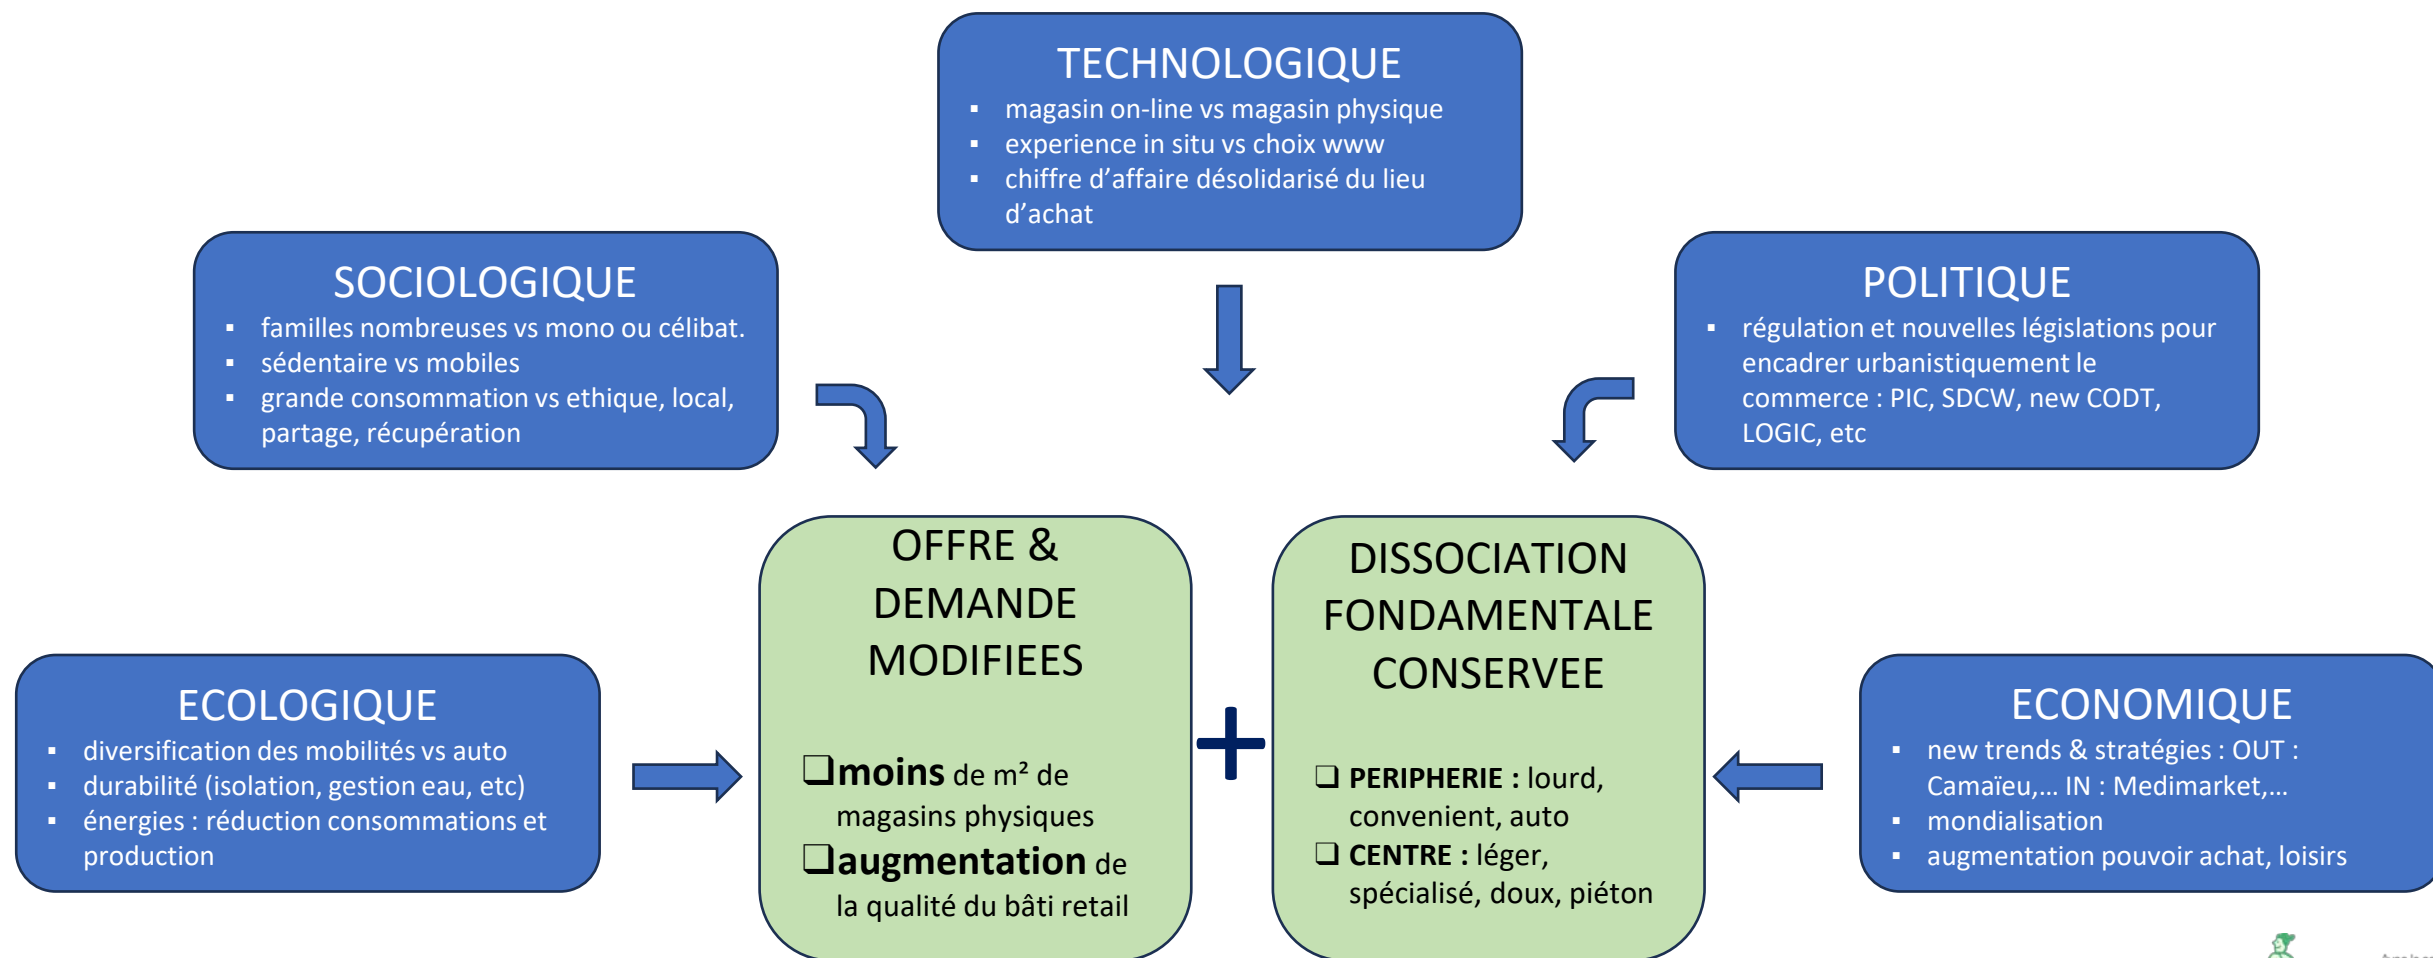 TECHNOLOGIQUE
▪ magasin on-line vs magasin physique
▪ experience in situ vs choix www
▪ chiffre d’affaire désolidarisé du lieu
d’achat
SOCIOLOGIQUE
▪ familles nombreuses vs mono ou célibat.
▪ sédentaire vs mobiles
▪ grande consommation vs ethique, local,
partage, récupération
POLITIQUE
▪ régulation et nouvelles législations pour
encadrer urbanistiquement le
commerce : PIC, SDCW, new CODT,
LOGIC, etc
ECOLOGIQUE
▪ diversification des mobilités vs auto
▪ durabilité (isolation, gestion eau, etc)
▪ énergies : réduction consommations et
production
OFFRE &
DEMANDE
MODIFIEES
❑moins de m² de
magasins physiques
❑augmentation de
la qualité du bâti retail
+
DISSOCIATION
FONDAMENTALE
CONSERVEE
❑ PERIPHERIE : lourd,
convenient, auto
❑ CENTRE : léger,
spécialisé, doux, piéton
ECONOMIQUE
▪ new trends & stratégies : OUT :
Camaïeu,… IN : Medimarket,…
▪ mondialisation
▪ augmentation pouvoir achat, loisirs